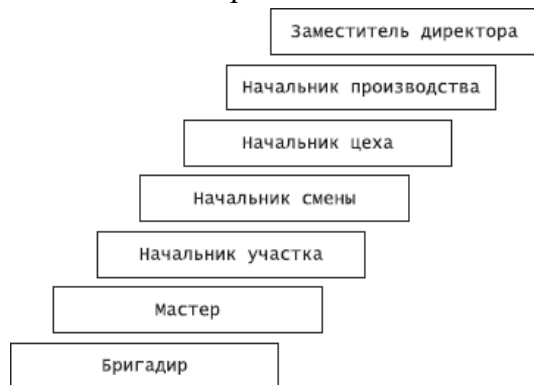 Заместитель директора
Начальник производства
Начальник цеха
Начальник смены
Начальник участка
Мастер
Бригадир